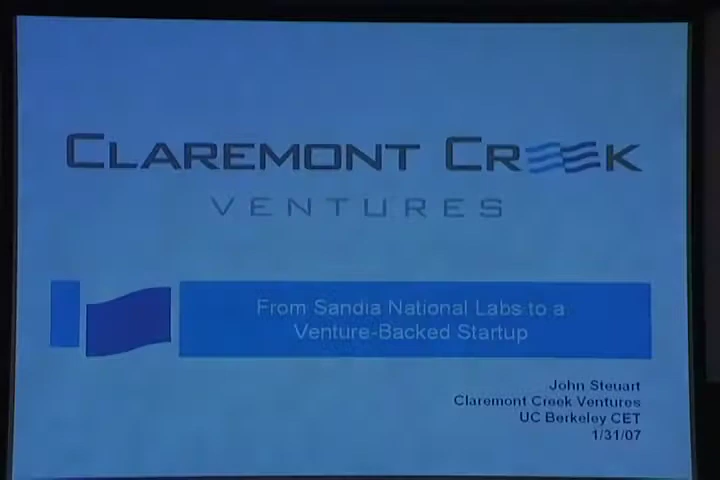 CLAREMONT CREEK
VENTURES
From Sandia National Labs to a
Venture-Backed Startup
John Steuart
Claremont Creek Ventures
UC Berkeley CET
1/31/07